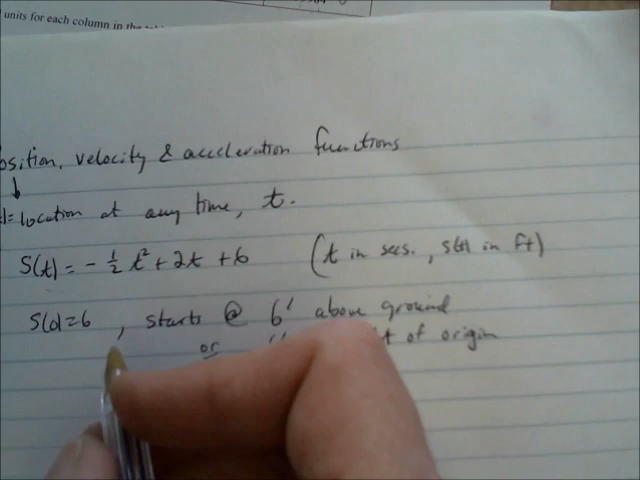 units for each column in the
osition, velocity & acceleration functions
= location at any time, t.
S(t) = - 1/2 t² + 2t + 6 (t in secs., s(t) in ft)
S(0)=6, starts @ 6' above ground
or " of origin